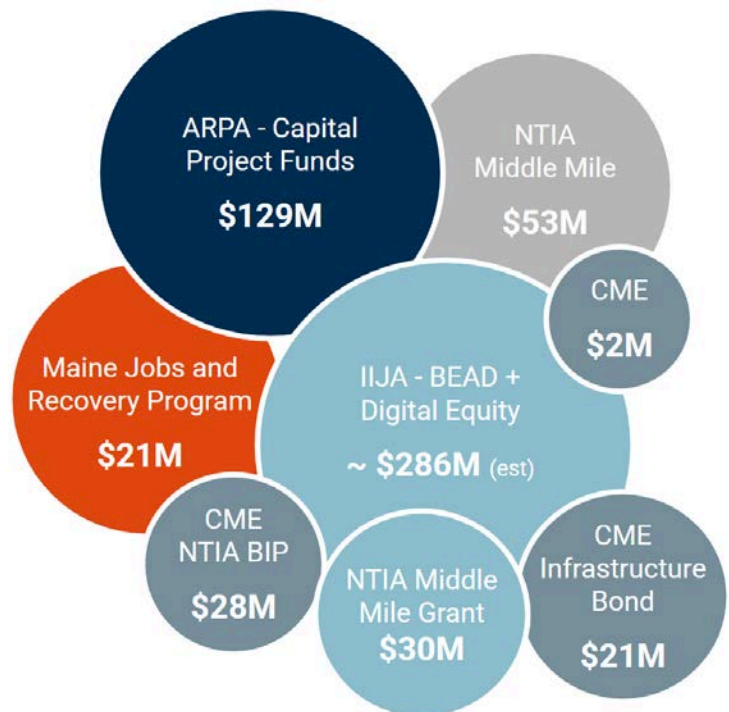 ARPA - Capital
Project Funds
$129M
NTIA
Middle Mile
$53M
CME
$2M
Maine Jobs and
Recovery Program
$21M
IIJA - BEAD +
Digital Equity
~ $286M (est)
CME
NTIA BIP
$28M
NTIA Middle
Mile Grant
$30M
CME
Infrastructure
Bond
$21M